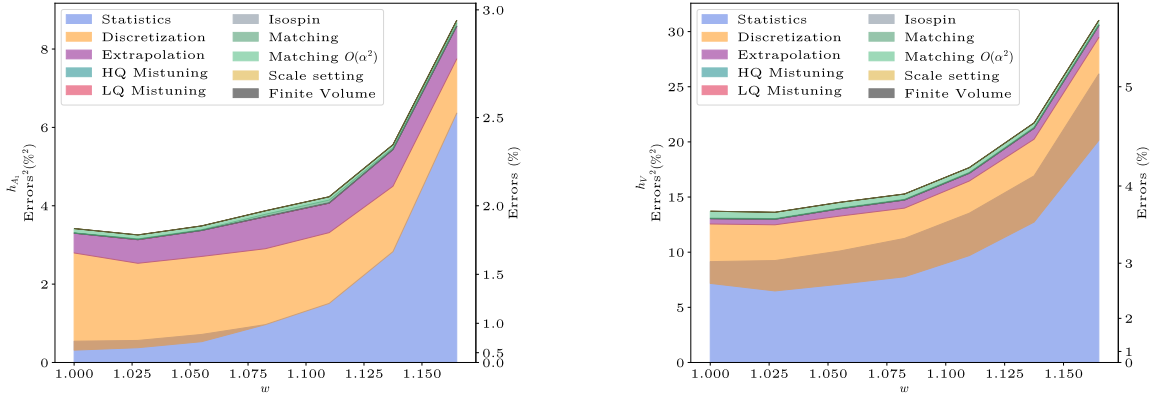 Statistics
Discretization
Extrapolation
HQ Mistuning
LQ Mistuning
Isospin
Matching
Matching O(α²)
Scale setting
Finite Volume
h_{A_1}
Errors²(%²)
0
2
4
6
8
1.000
1.025
1.050
1.075
1.100
1.125
1.150
w
Errors (%)
0.0
0.5
1.0
1.5
2.0
2.5
3.0
Statistics
Discretization
Extrapolation
HQ Mistuning
LQ Mistuning
Isospin
Matching
Matching O(α²)
Scale setting
Finite Volume
h_V
Errors²(%²)
0
5
10
15
20
25
30
1.000
1.025
1.050
1.075
1.100
1.125
1.150
w
Errors (%)
0
1
2
3
4
5